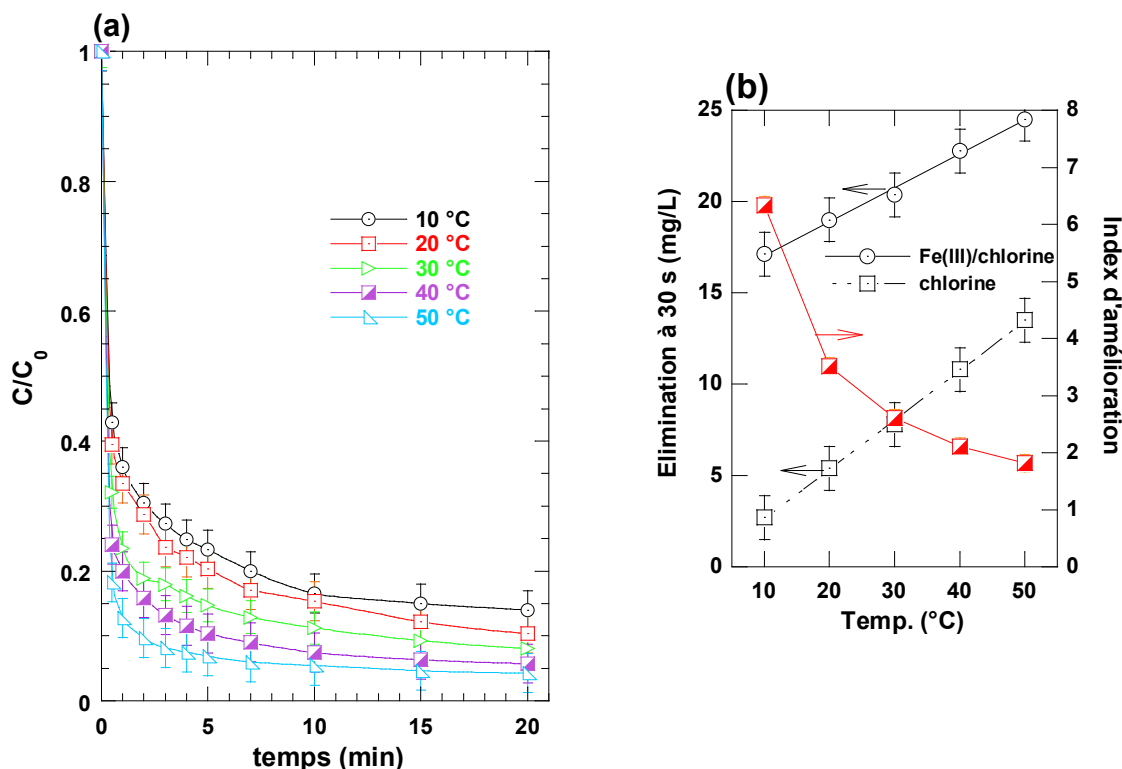 (a)
1
0.8
0.6
0.4
0.2
0
C/C0
0 5 10 15 20
temps (min)
10 °C
20 °C
30 °C
40 °C
50 °C
(b)
25
20
15
10
5
0
Elimination à 30 s (mg/L)
8
7
6
5
4
3
2
1
0
Index d'amélioration
Fe(III)/chlorine
chlorine
10 20 30 40 50
Temp. (°C)